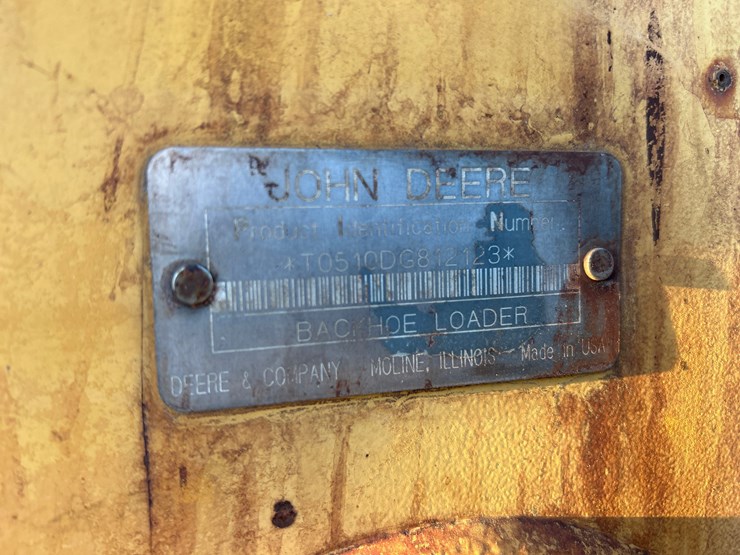 JOHN DEERE
Product Identification Number
*T0510DG812123*
BACKHOE LOADER
DEERE & COMPANY MOLINE, ILLINOIS Made in USA